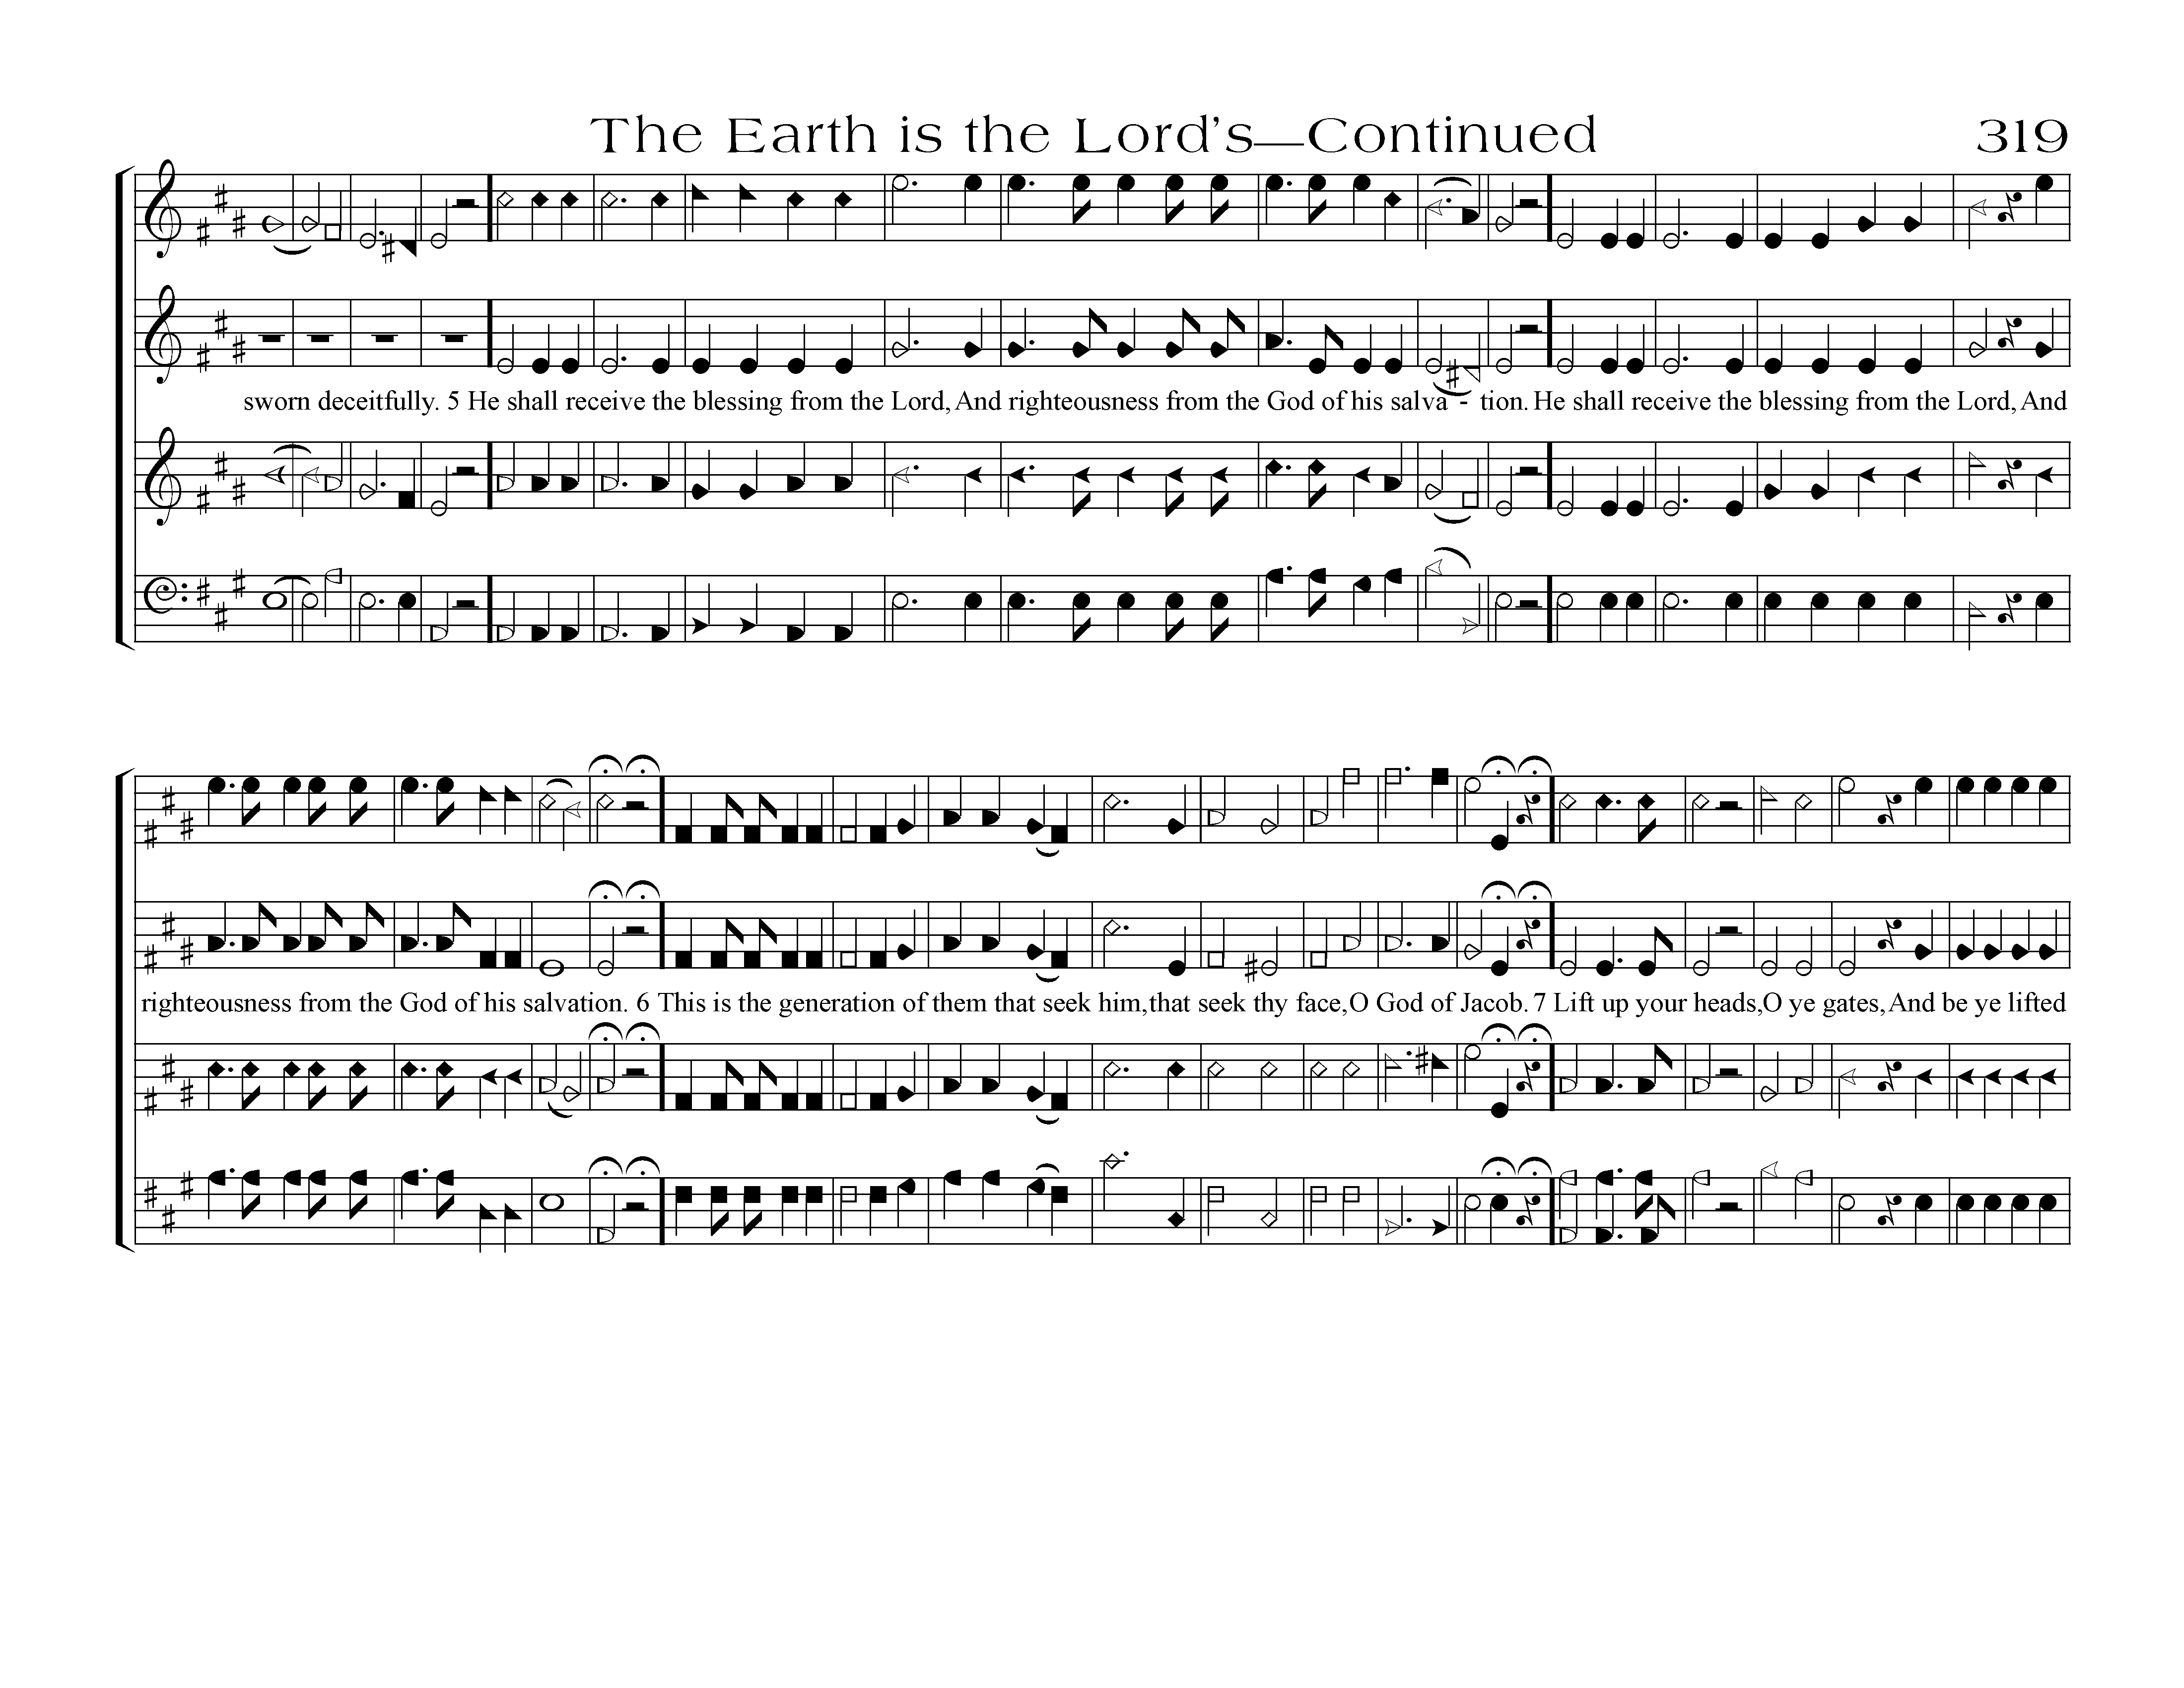 The Earth is the Lord's—Continued 319
sworn deceitfully. 5 He shall receive the blessing from the Lord, And righteousness from the God of his salva - tion. He shall receive the blessing from the Lord, And
righteousness from the God of his salvation. 6 This is the generation of them that seek him, that seek thy face, O God of Jacob. 7 Lift up your heads, O ye gates, And be ye lifted